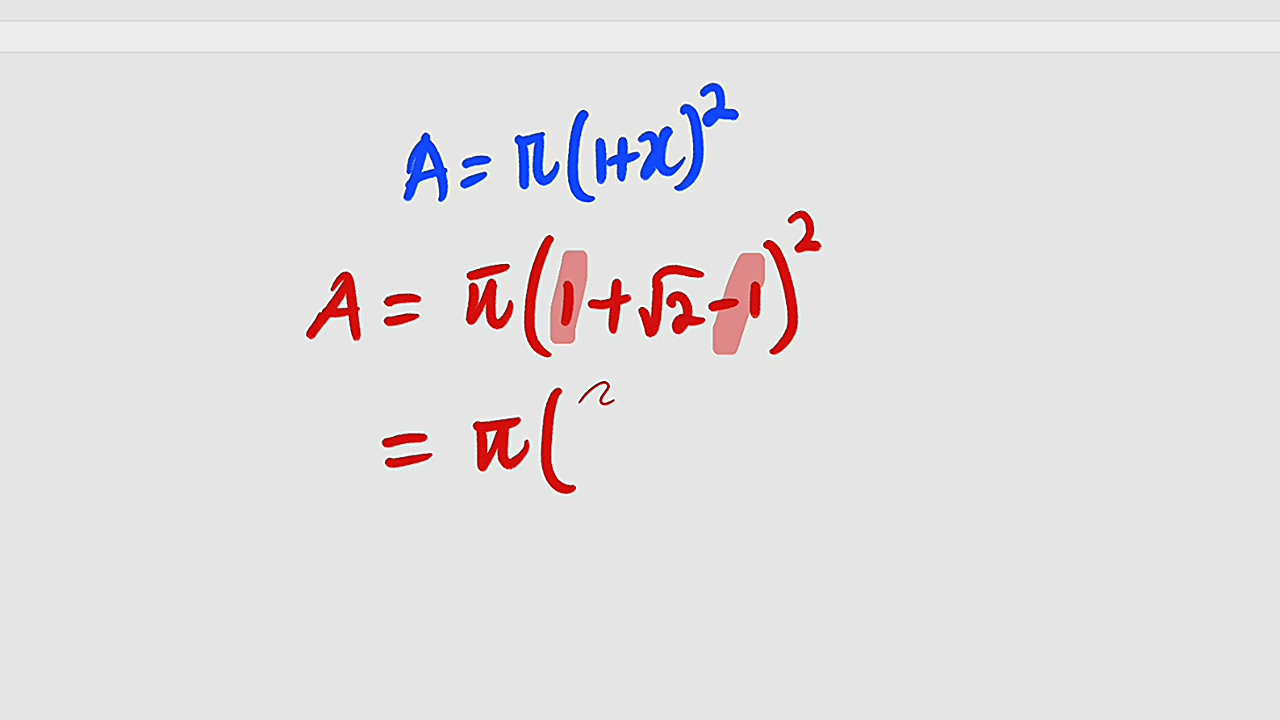 A = π(1+x)²
A = π(1+√2-1)²
= π(